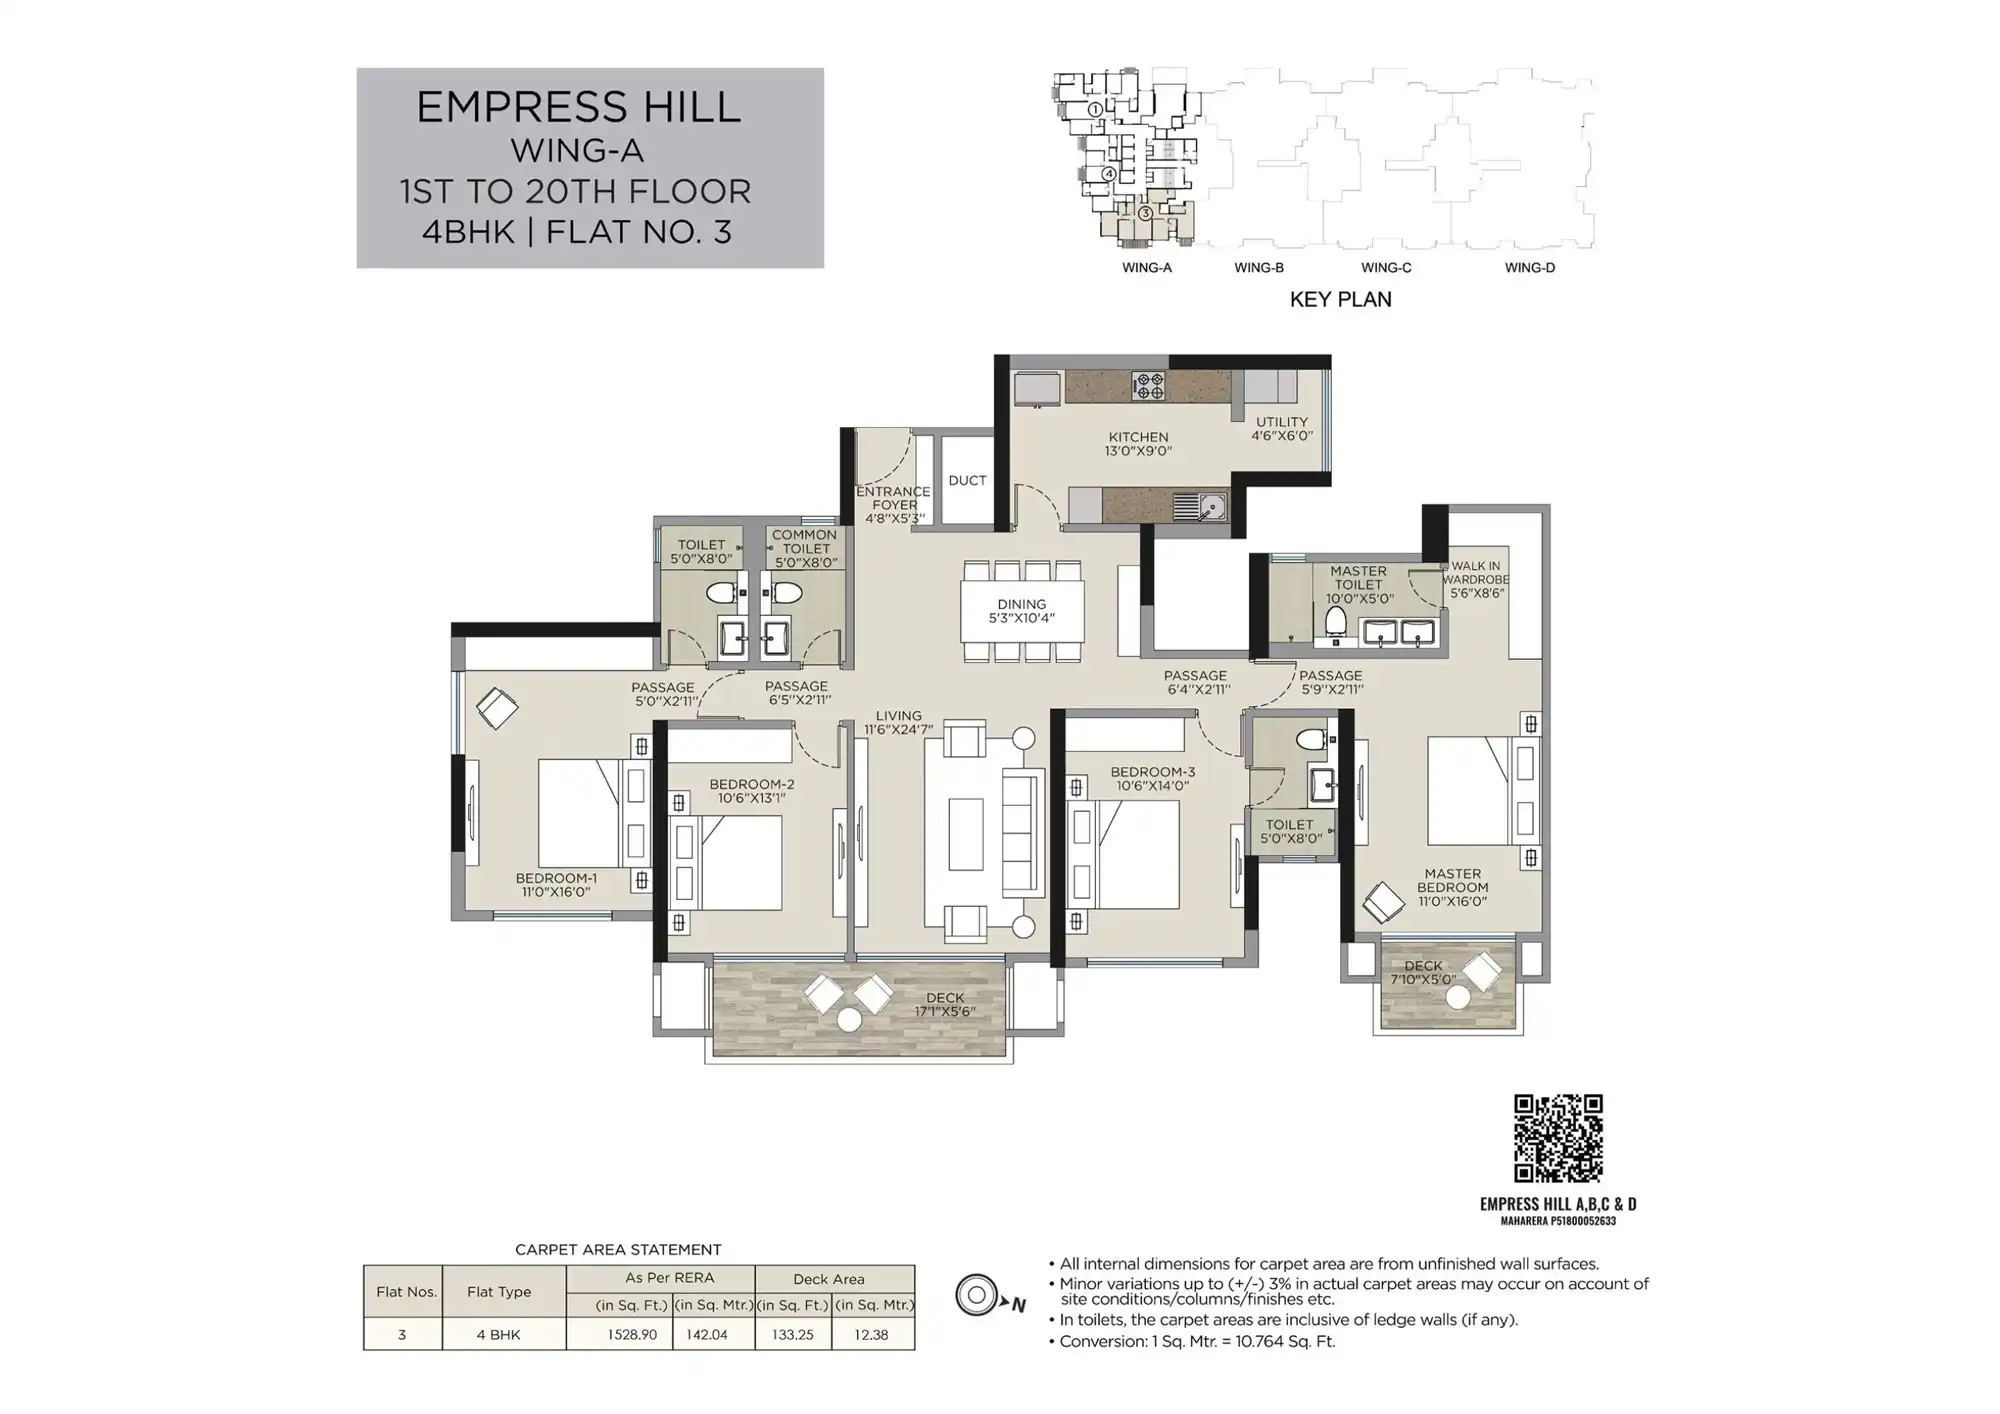 EMPRESS HILL
WING-A
1ST TO 20TH FLOOR
4BHK | FLAT NO. 3
1
4
3
WING-A
WING-B
WING-C
WING-D
KEY PLAN
UTILITY
4'6"X6'0"
KITCHEN
13'0"X9'0"
DUCT
ENTRANCE
FOYER
4'8"X5'3"
TOILET
5'0"X8'0"
COMMON
TOILET
5'0"X8'0"
DINING
5'3"X10'4"
MASTER
TOILET
10'0"X5'0"
WALK IN
WARDROBE
5'6"X8'6"
PASSAGE
5'0"X2'11"
PASSAGE
6'5"X2'11"
PASSAGE
6'4"X2'11"
PASSAGE
5'9"X2'11"
LIVING
11'6"X24'7"
BEDROOM-2
10'6"X13'1"
BEDROOM-3
10'6"X14'0"
TOILET
5'0"X8'0"
BEDROOM-1
11'0"X16'0"
MASTER
BEDROOM
11'0"X16'0"
DECK
7'10"X5'0"
DECK
17'1"X5'6"
EMPRESS HILL A,B,C & D
MAHARERA P51800052633
CARPET AREA STATEMENT
Flat Nos.
Flat Type
As Per RERA
Deck Area
(in Sq. Ft.)
(in Sq. Mtr.)
(in Sq. Ft.)
(in Sq. Mtr.)
3
4 BHK
1528.90
142.04
133.25
12.38
N
• All internal dimensions for carpet area are from unfinished wall surfaces.
• Minor variations up to (+/-) 3% in actual carpet areas may occur on account of
site conditions/columns/finishes etc.
• In toilets, the carpet areas are inclusive of ledge walls (if any).
• Conversion: 1 Sq. Mtr. = 10.764 Sq. Ft.